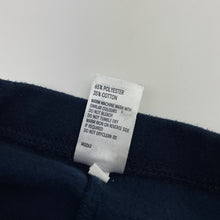 65% POLYESTER
35% COTTON
WARM MACHINE WASH WITH
SIMILAR COLOURS
DO NOT BLEACH
DO NOT TUMBLE DRY
WARM IRON ON REVERSE SIDE
IF REQUIRED
DO NOT DRYCLEAN